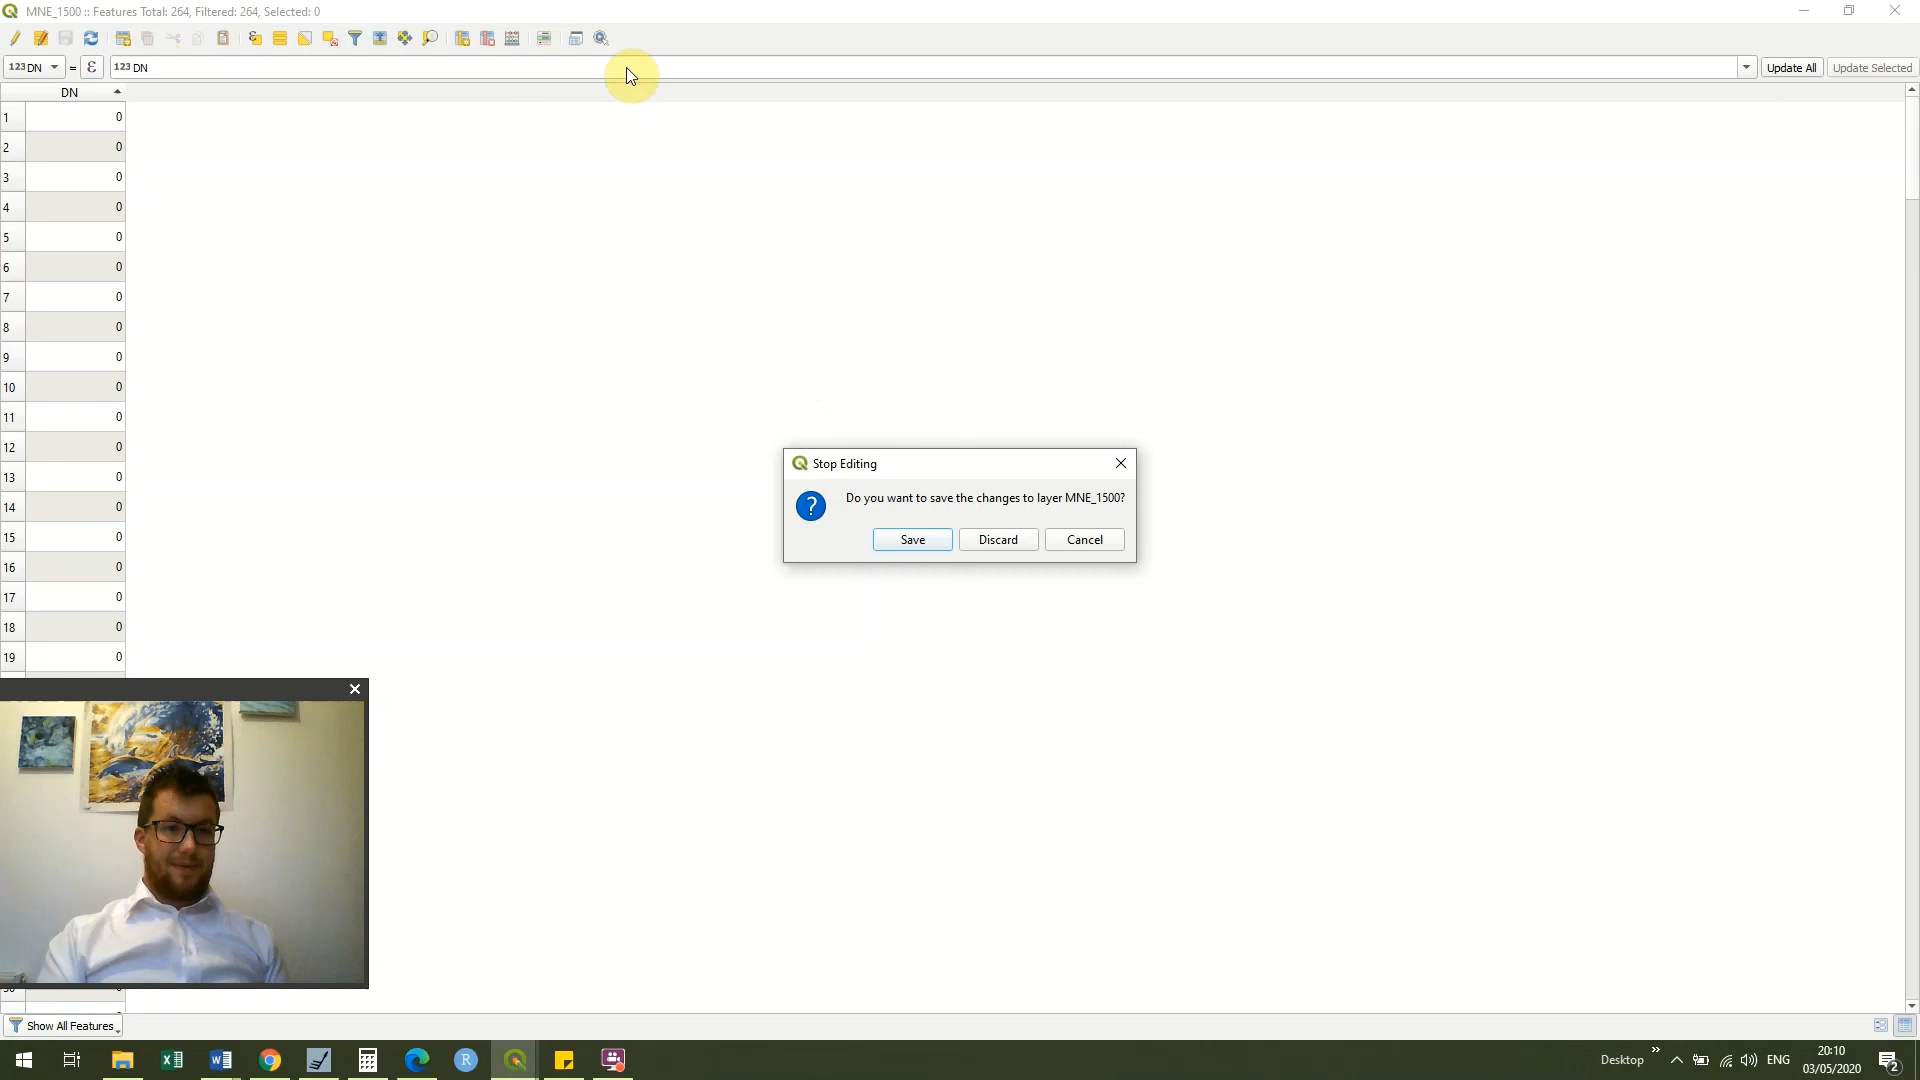 MNE_1500 :: Features Total: 264, Filtered: 264, Selected: 0
123 DN = ε 123 DN Update All Update Selected
DN
1 0
2 0
3 0
4 0
5 0
6 0
7 0
8 0
9 0
10 0
11 0
12 0
13 0
14 0
15 0
16 0
17 0
18 0
19 0
Stop Editing
Do you want to save the changes to layer MNE_1500?
Save Discard Cancel
Show All Features
Desktop » ENG 20:10
03/05/2020 2